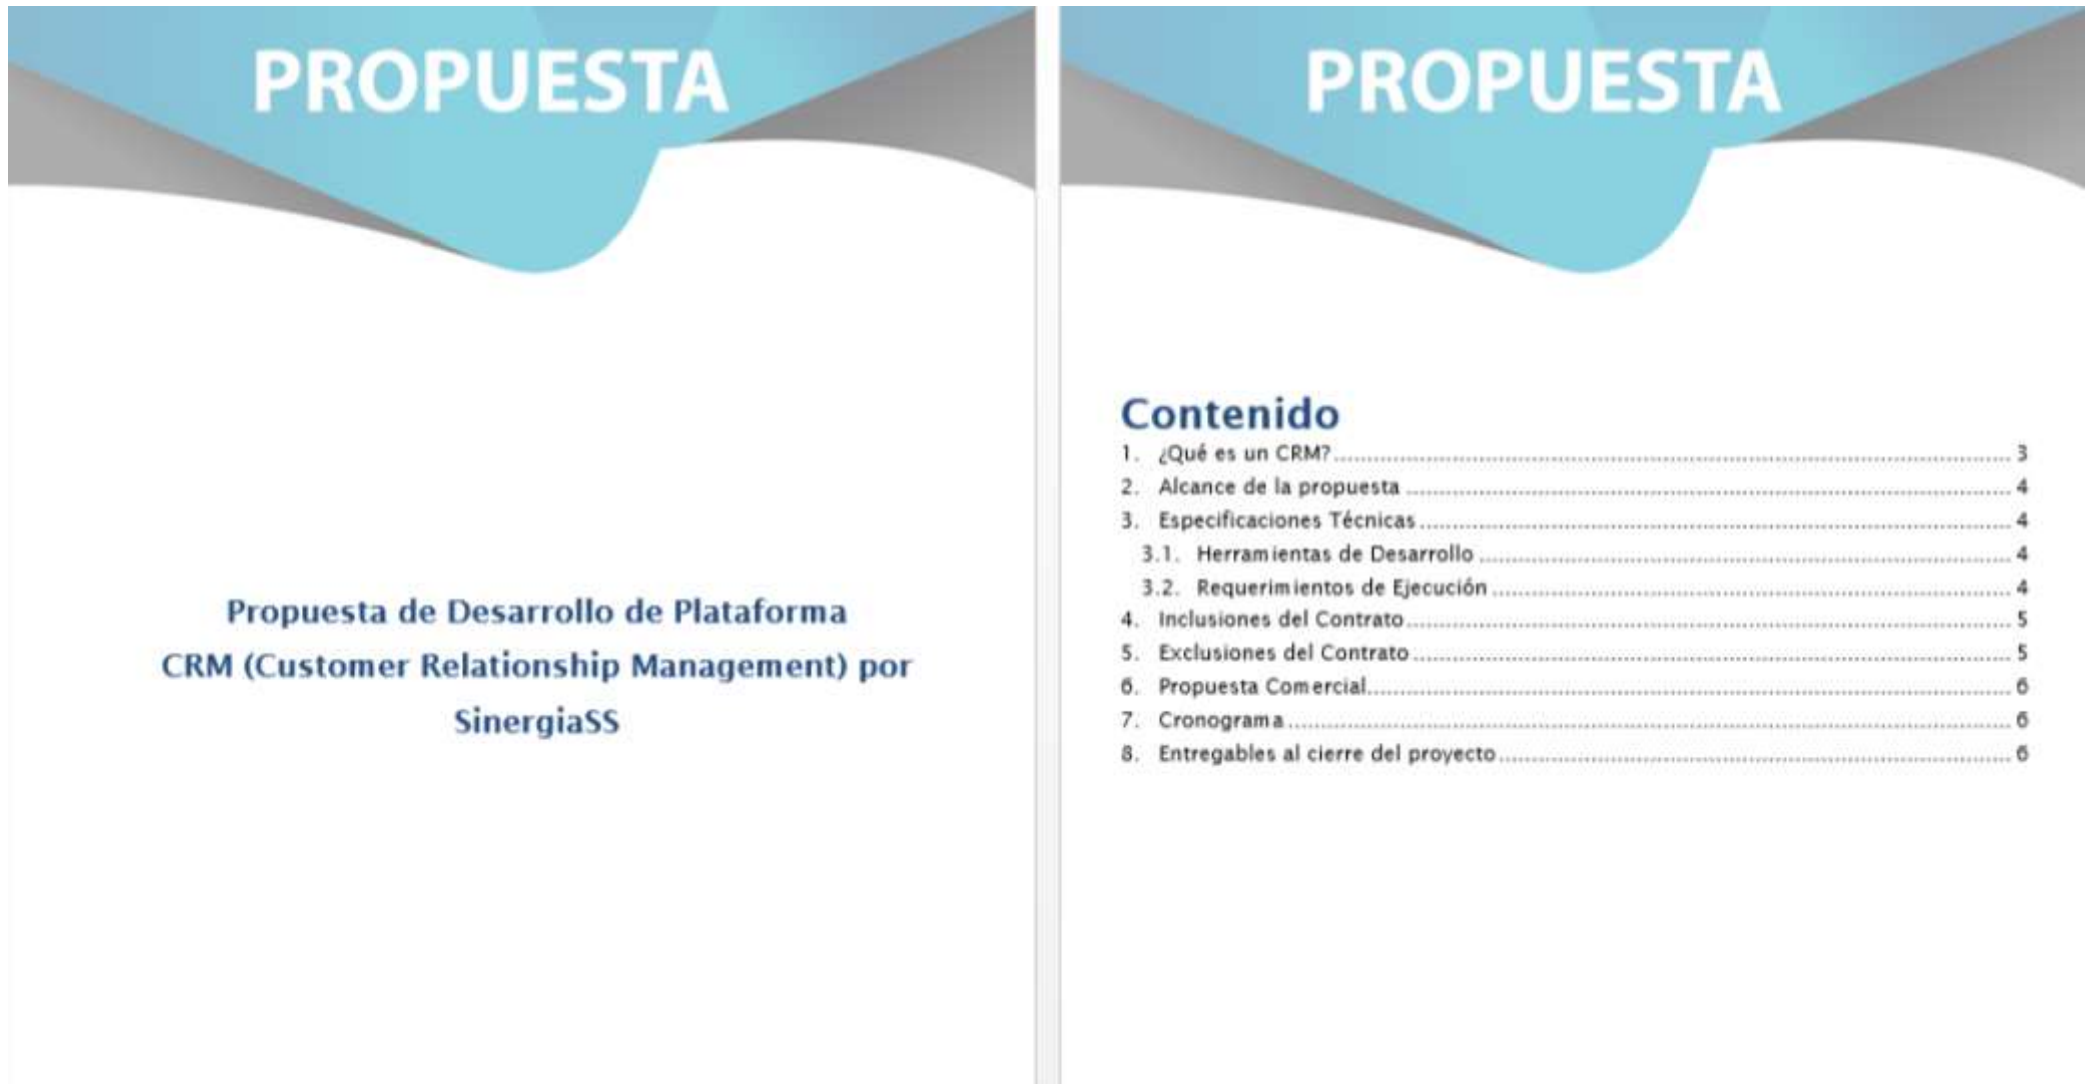 PROPUESTA
Propuesta de Desarrollo de Plataforma
CRM (Customer Relationship Management) por
SinergiaSS
PROPUESTA
Contenido
1. ¿Qué es un CRM? 3
2. Alcance de la propuesta 4
3. Especificaciones Técnicas 4
3.1. Herramientas de Desarrollo 4
3.2. Requerimientos de Ejecución 4
4. Inclusiones del Contrato 5
5. Exclusiones del Contrato 5
6. Propuesta Comercial 6
7. Cronograma 6
8. Entregables al cierre del proyecto 6